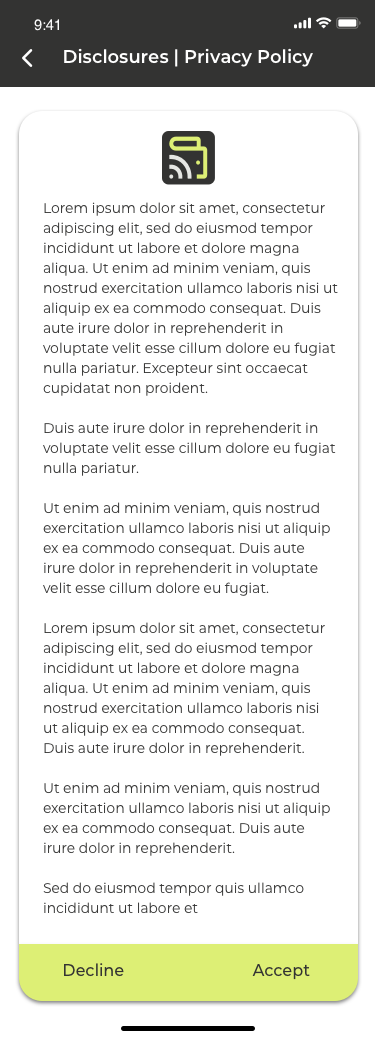 9:41
Disclosures | Privacy Policy
Lorem ipsum dolor sit amet, consectetur
adipiscing elit, sed do eiusmod tempor
incididunt ut labore et dolore magna
aliqua. Ut enim ad minim veniam, quis
nostrud exercitation ullamco laboris nisi ut
aliquip ex ea commodo consequat. Duis
aute irure dolor in reprehenderit in
voluptate velit esse cillum dolore eu fugiat
nulla pariatur. Excepteur sint occaecat
cupidatat non proident.
Duis aute irure dolor in reprehenderit in
voluptate velit esse cillum dolore eu fugiat
nulla pariatur.
Ut enim ad minim veniam, quis nostrud
exercitation ullamco laboris nisi ut aliquip
ex ea commodo consequat. Duis aute
irure dolor in reprehenderit in voluptate
velit esse cillum dolore eu fugiat.
Lorem ipsum dolor sit amet, consectetur
adipiscing elit, sed do eiusmod tempor
incididunt ut labore et dolore magna
aliqua. Ut enim ad minim veniam, quis
nostrud exercitation ullamco laboris nisi
ut aliquip ex ea commodo consequat.
Duis aute irure dolor in reprehenderit.
Ut enim ad minim veniam, quis nostrud
exercitation ullamco laboris nisi ut aliquip
ex ea commodo consequat. Duis aute
irure dolor in reprehenderit.
Sed do eiusmod tempor quis ullamco
incididunt ut labore et
Decline Accept